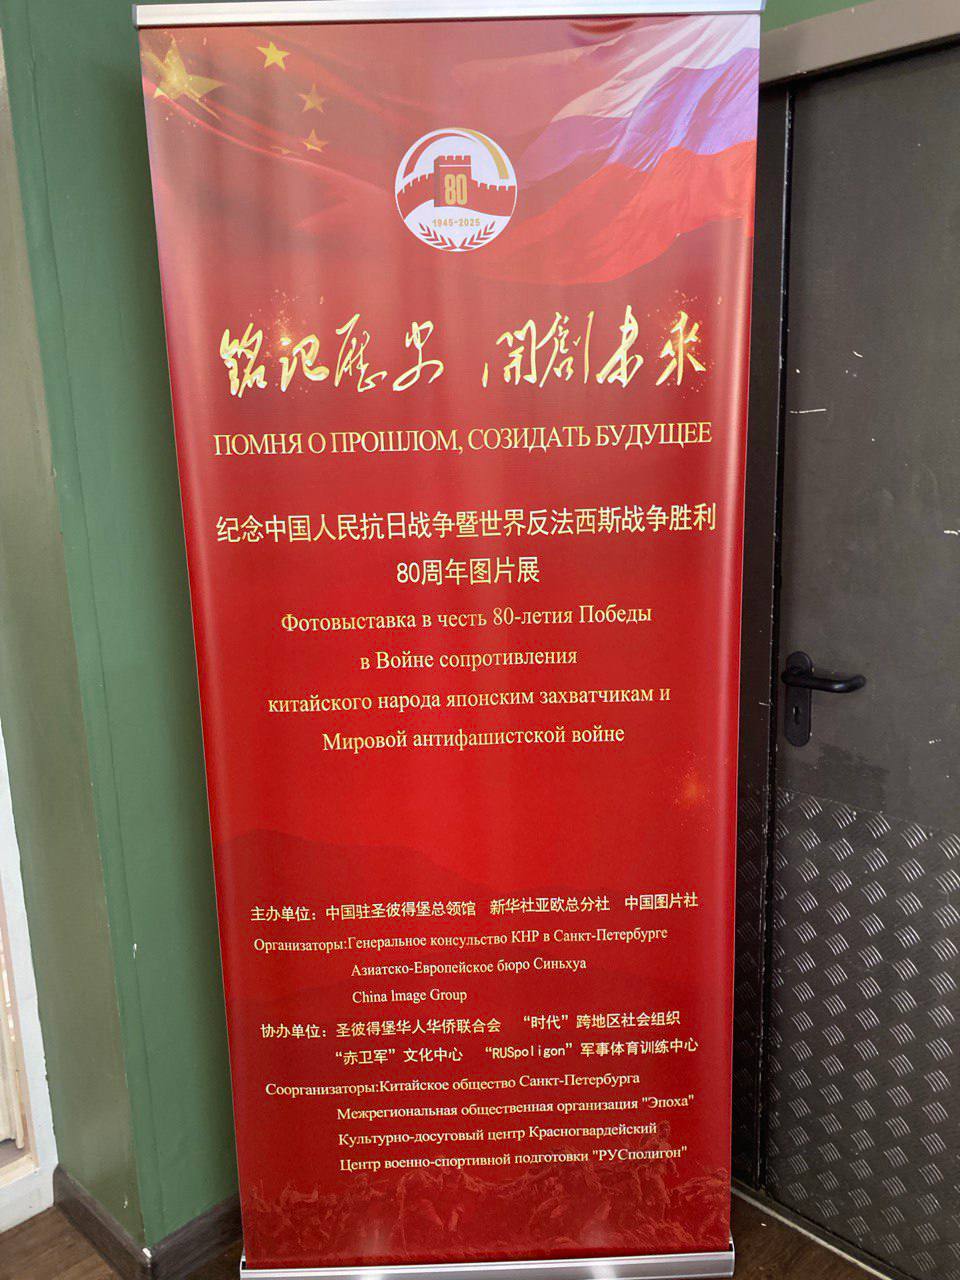 80
1945-2025
铭记历史 開創未来
ПОМНЯ О ПРОШЛОМ, СОЗИДАТЬ БУДУЩЕЕ
纪念中国人民抗日战争暨世界反法西斯战争胜利
80周年图片展
Фотовыставка в честь 80-летия Победы
в Войне сопротивления
китайского народа японским захватчикам и
Мировой антифашистской войне
主办单位：中国驻圣彼得堡总领馆 新华社亚欧总分社 中国图片社
Организаторы:Генеральное консульство КНР в Санкт-Петербурге
Азиатско-Европейское бюро Синьхуа
China lmage Group
协办单位：圣彼得堡华人华侨联合会 “时代”跨地区社会组织
“赤卫军”文化中心 “RUSpoligon”军事体育训练中心
Соорганизаторы:Китайское общество Санкт-Петербурга
Межрегиональная общественная организация "Эпоха"
Культурно-досуговый центр Красногвардейский
Центр военно-спортивной подготовки "РУСполигон"